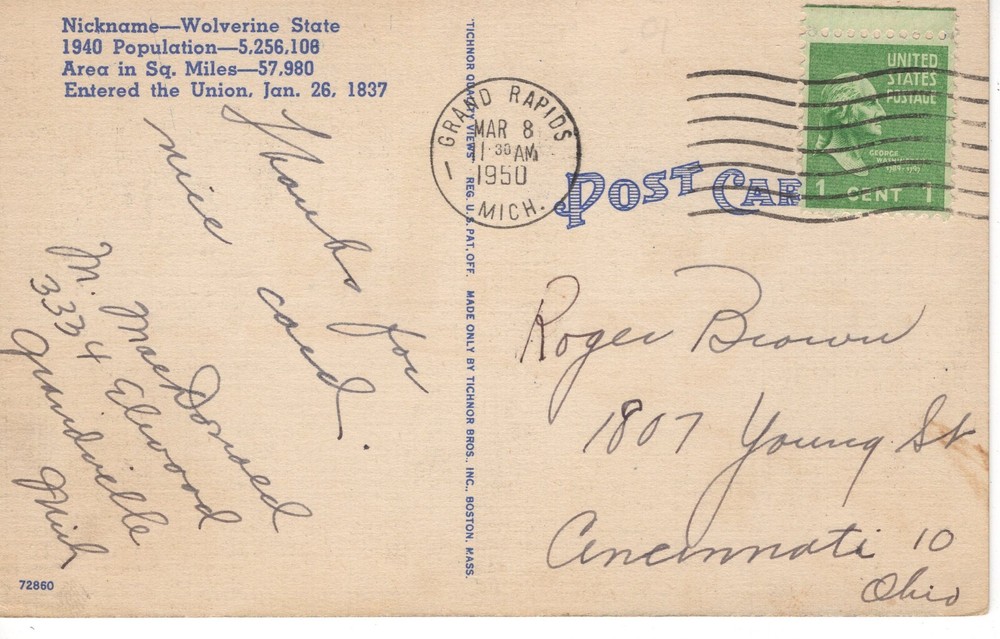 Nickname—Wolverine State
1940 Population—5,256,106
Area in Sq. Miles—57,980
Entered the Union, Jan. 26, 1837
Thanks for
nice card.
M. MacDonald
3334 Elwood
Grandville
Mich
72860
TICHNOR QUALITY VIEWS REG. U. S. PAT. OFF. MADE ONLY BY TICHNOR BROS., INC., BOSTON, MASS.
GRAND RAPIDS
MAR 8
1 30 AM
1950
MICH.
POST CAR
UNITED
STATES
POSTAGE
GEORGE
1 CENT 1
Roger Brown
1807 Young St
Cincinnati 10
Ohio